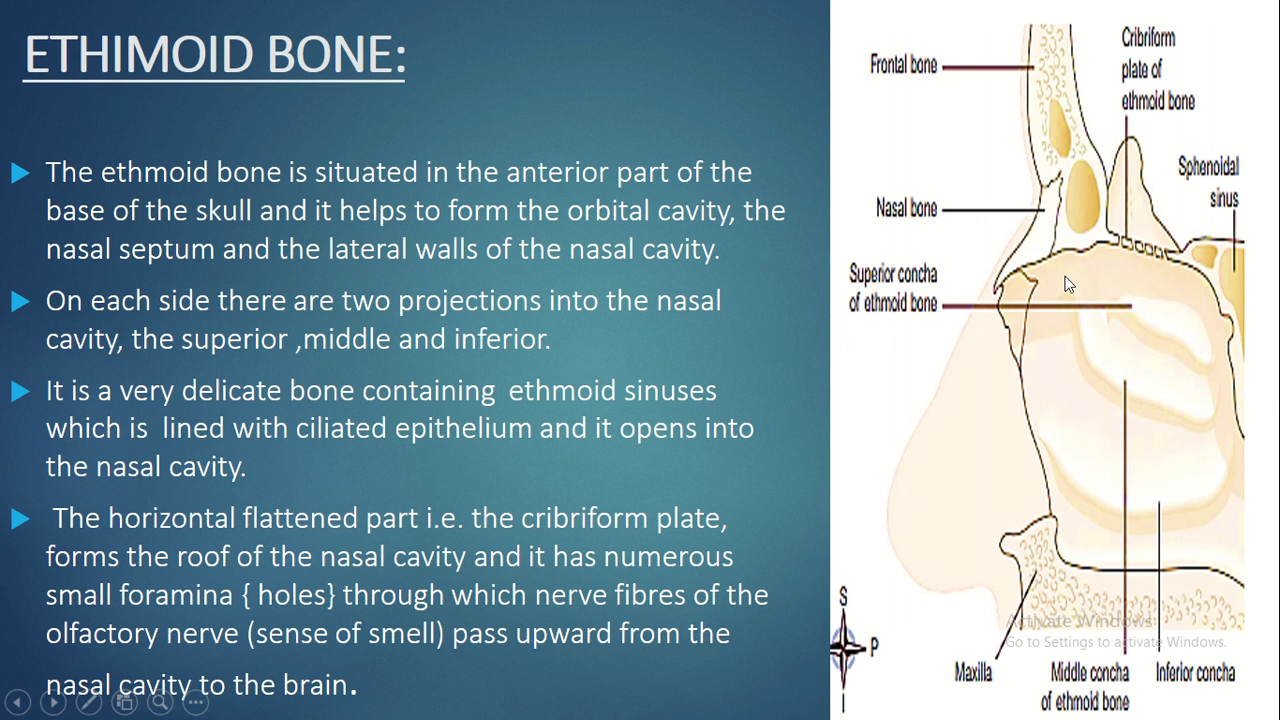 ETHIMOID BONE:
The ethmoid bone is situated in the anterior part of the
base of the skull and it helps to form the orbital cavity, the
nasal septum and the lateral walls of the nasal cavity.
On each side there are two projections into the nasal
cavity, the superior ,middle and inferior.
It is a very delicate bone containing  ethmoid sinuses
which is  lined with ciliated epithelium and it opens into
the nasal cavity.
The horizontal flattened part i.e. the cribriform plate,
forms the roof of the nasal cavity and it has numerous
small foramina { holes} through which nerve fibres of the
olfactory nerve (sense of smell) pass upward from the
nasal cavity to the brain.
Frontal bone
Cribriform
plate of
ethmoid bone
Sphenoidal
sinus
Nasal bone
Superior concha
of ethmoid bone
S
P
I
Activate Windows
Go to Settings to activate Windows.
Maxilla
Middle concha
of ethmoid bone
Inferior concha